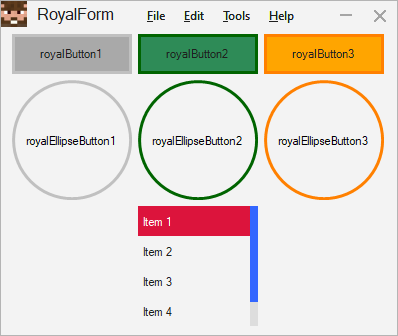 RoyalForm File Edit Tools Help
royalButton1 royalButton2 royalButton3
royalEllipseButton1 royalEllipseButton2 royalEllipseButton3
Item 1
Item 2
Item 3
Item 4